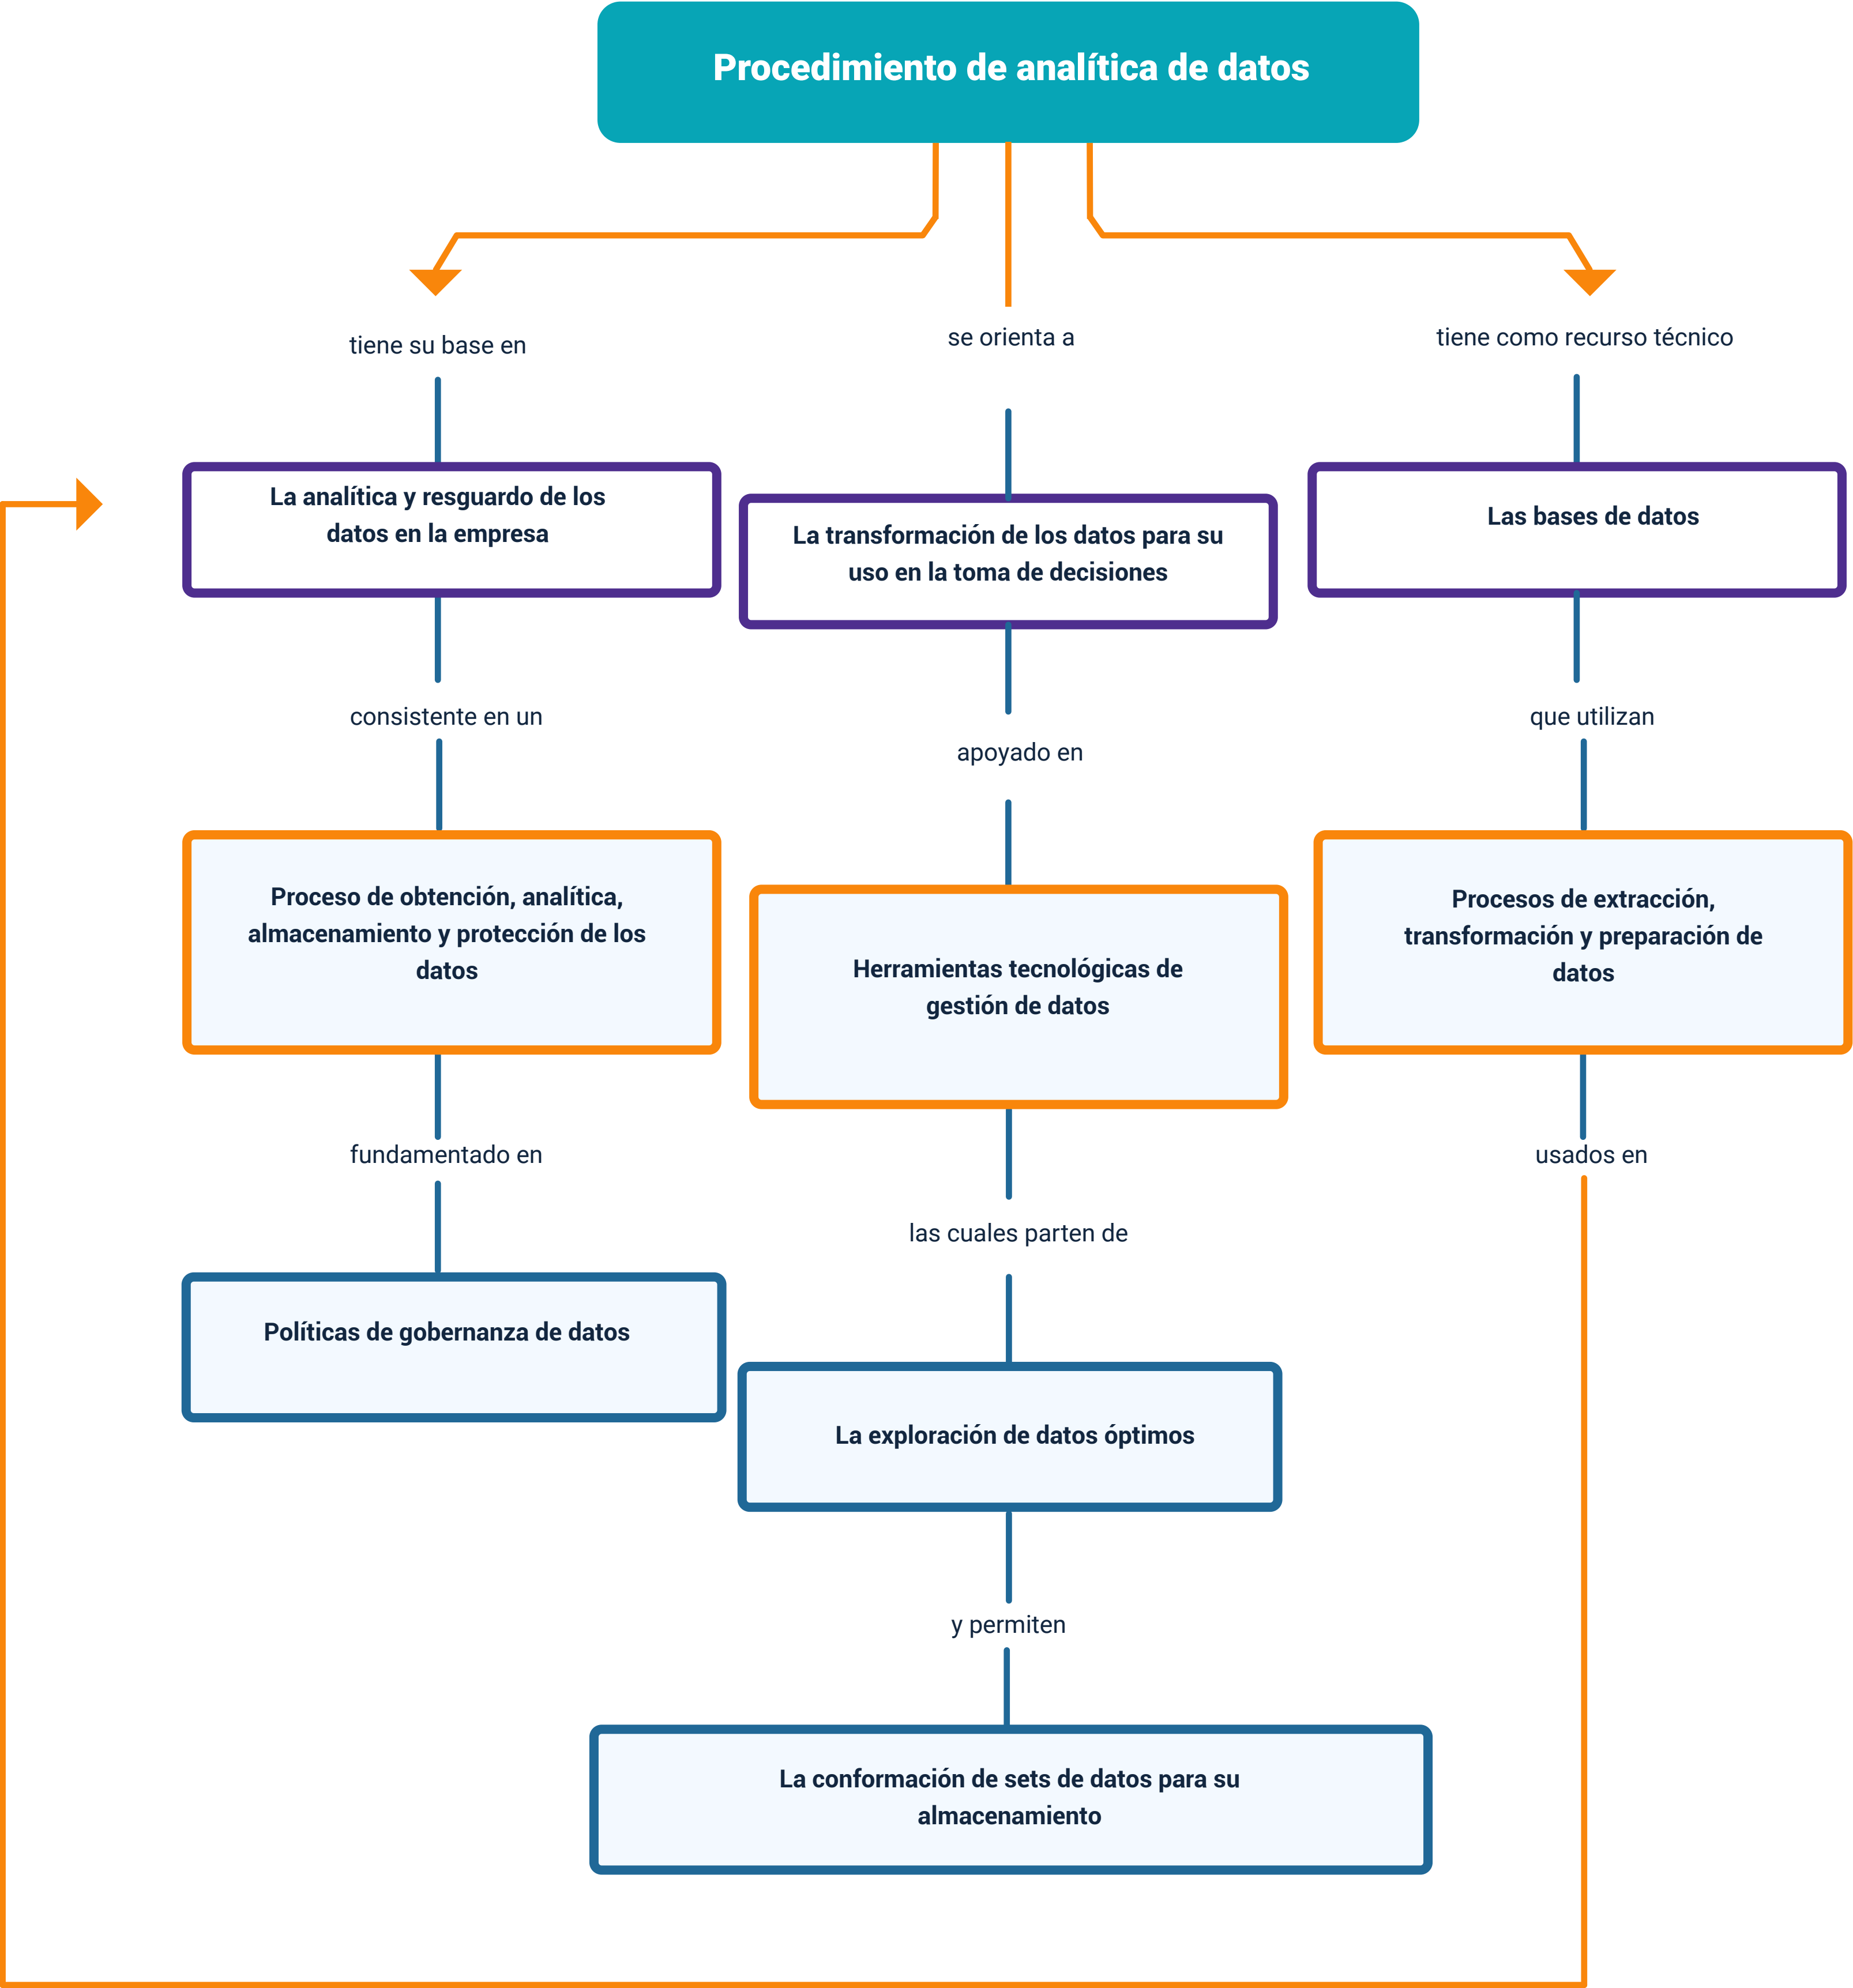 Procedimiento de analítica de datos
tiene su base en
se orienta a
tiene como recurso técnico
La analítica y resguardo de los
datos en la empresa
La transformación de los datos para su
uso en la toma de decisiones
Las bases de datos
consistente en un
apoyado en
que utilizan
Proceso de obtención, analítica,
almacenamiento y protección de los
datos
Herramientas tecnológicas de
gestión de datos
Procesos de extracción,
transformación y preparación de
datos
fundamentado en
las cuales parten de
usados en
Políticas de gobernanza de datos
La exploración de datos óptimos
y permiten
La conformación de sets de datos para su
almacenamiento